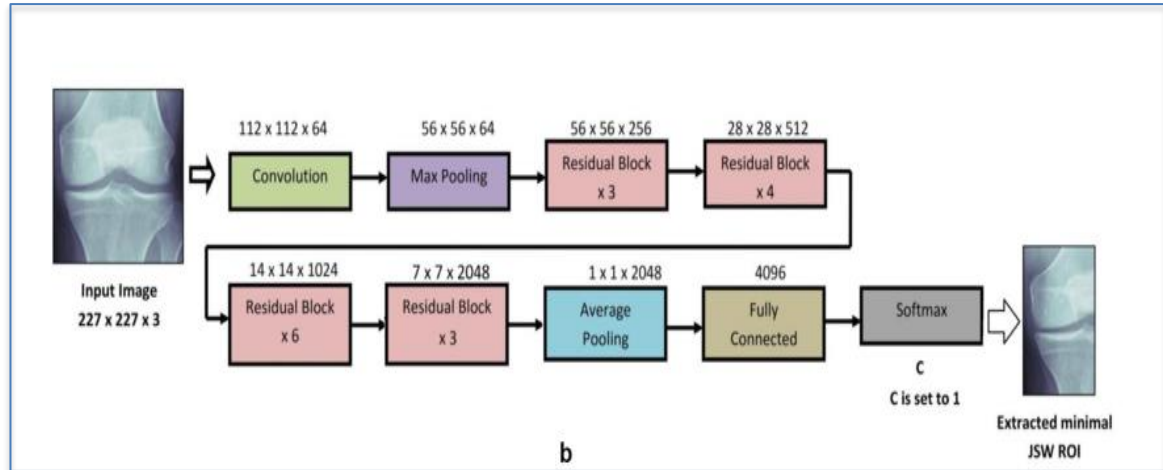 112 x 112 x 64
56 x 56 x 64
56 x 56 x 256
28 x 28 x 512
Convolution
Max Pooling
Residual Block
x 3
Residual Block
x 4
Input Image
227 x 227 x 3
14 x 14 x 1024
7 x 7 x 2048
1 x 1 x 2048
4096
Residual Block
x 6
Residual Block
x 3
Average
Pooling
Fully
Connected
Softmax
C
C is set to 1
Extracted minimal
JSW ROI
b